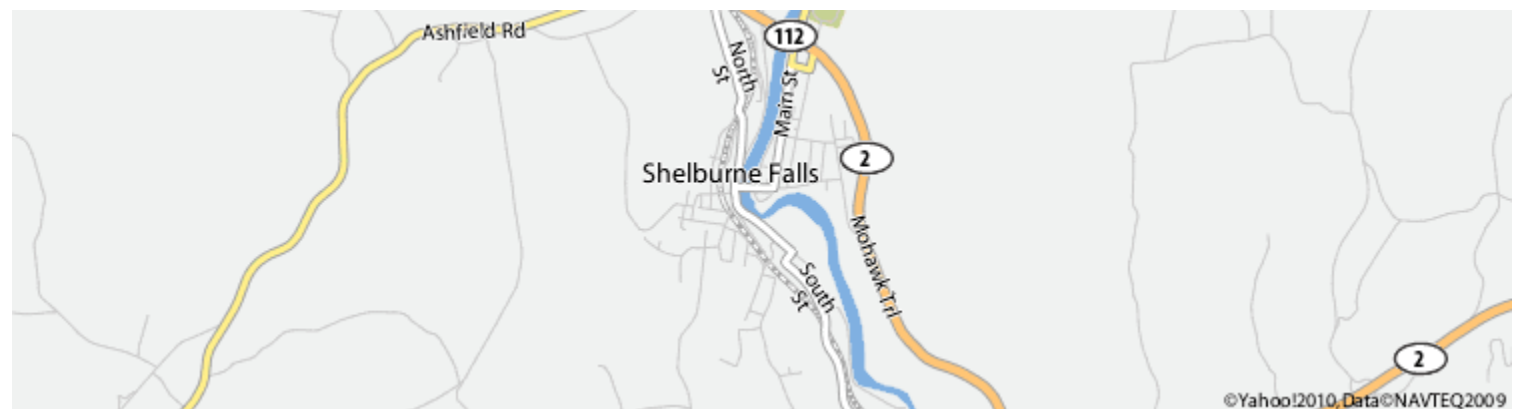 Ashfield Rd
North
St
112
Main St
2
Shelburne Falls
Mohawk Trl
South
St
2
©Yahoo!2010, Data©NAVTEQ2009